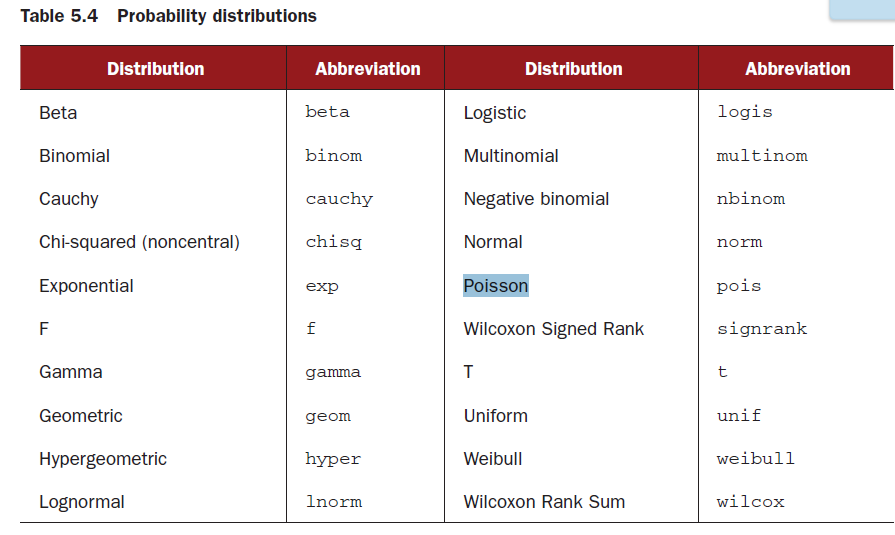 Table 5.4 Probability distributions
Distribution Abbreviation Distribution Abbreviation
Beta beta Logistic logis
Binomial binom Multinomial multinom
Cauchy cauchy Negative binomial nbinom
Chi-squared (noncentral) chisq Normal norm
Exponential exp Poisson pois
F f Wilcoxon Signed Rank signrank
Gamma gamma T t
Geometric geom Uniform unif
Hypergeometric hyper Weibull weibull
Lognormal lnorm Wilcoxon Rank Sum wilcox